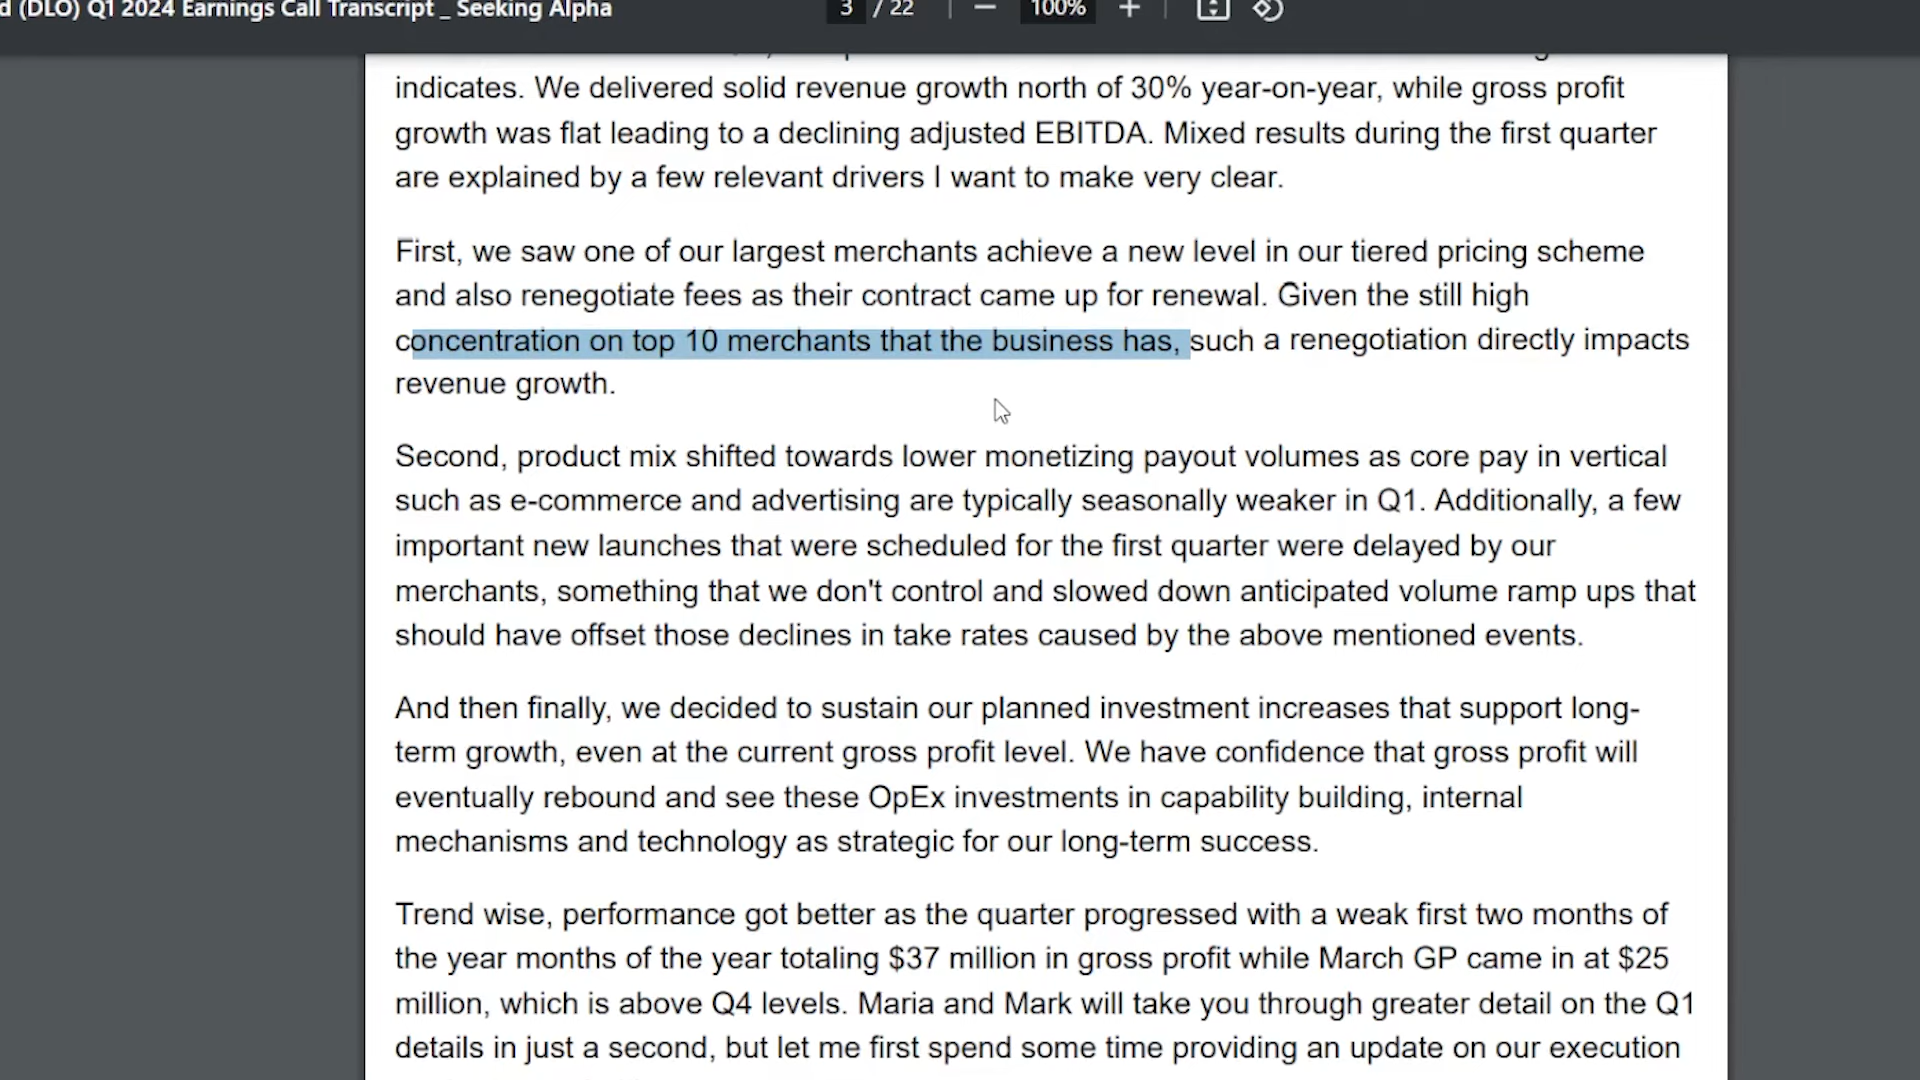 d (DLO) Q1 2024 Earnings Call Transcript _ Seeking Alpha
3 / 22 — 100% +
indicates. We delivered solid revenue growth north of 30% year-on-year, while gross profit
growth was flat leading to a declining adjusted EBITDA. Mixed results during the first quarter
are explained by a few relevant drivers I want to make very clear.
First, we saw one of our largest merchants achieve a new level in our tiered pricing scheme
and also renegotiate fees as their contract came up for renewal. Given the still high
concentration on top 10 merchants that the business has, such a renegotiation directly impacts
revenue growth.
Second, product mix shifted towards lower monetizing payout volumes as core pay in vertical
such as e-commerce and advertising are typically seasonally weaker in Q1. Additionally, a few
important new launches that were scheduled for the first quarter were delayed by our
merchants, something that we don't control and slowed down anticipated volume ramp ups that
should have offset those declines in take rates caused by the above mentioned events.
And then finally, we decided to sustain our planned investment increases that support long-
term growth, even at the current gross profit level. We have confidence that gross profit will
eventually rebound and see these OpEx investments in capability building, internal
mechanisms and technology as strategic for our long-term success.
Trend wise, performance got better as the quarter progressed with a weak first two months of
the year months of the year totaling $37 million in gross profit while March GP came in at $25
million, which is above Q4 levels. Maria and Mark will take you through greater detail on the Q1
details in just a second, but let me first spend some time providing an update on our execution